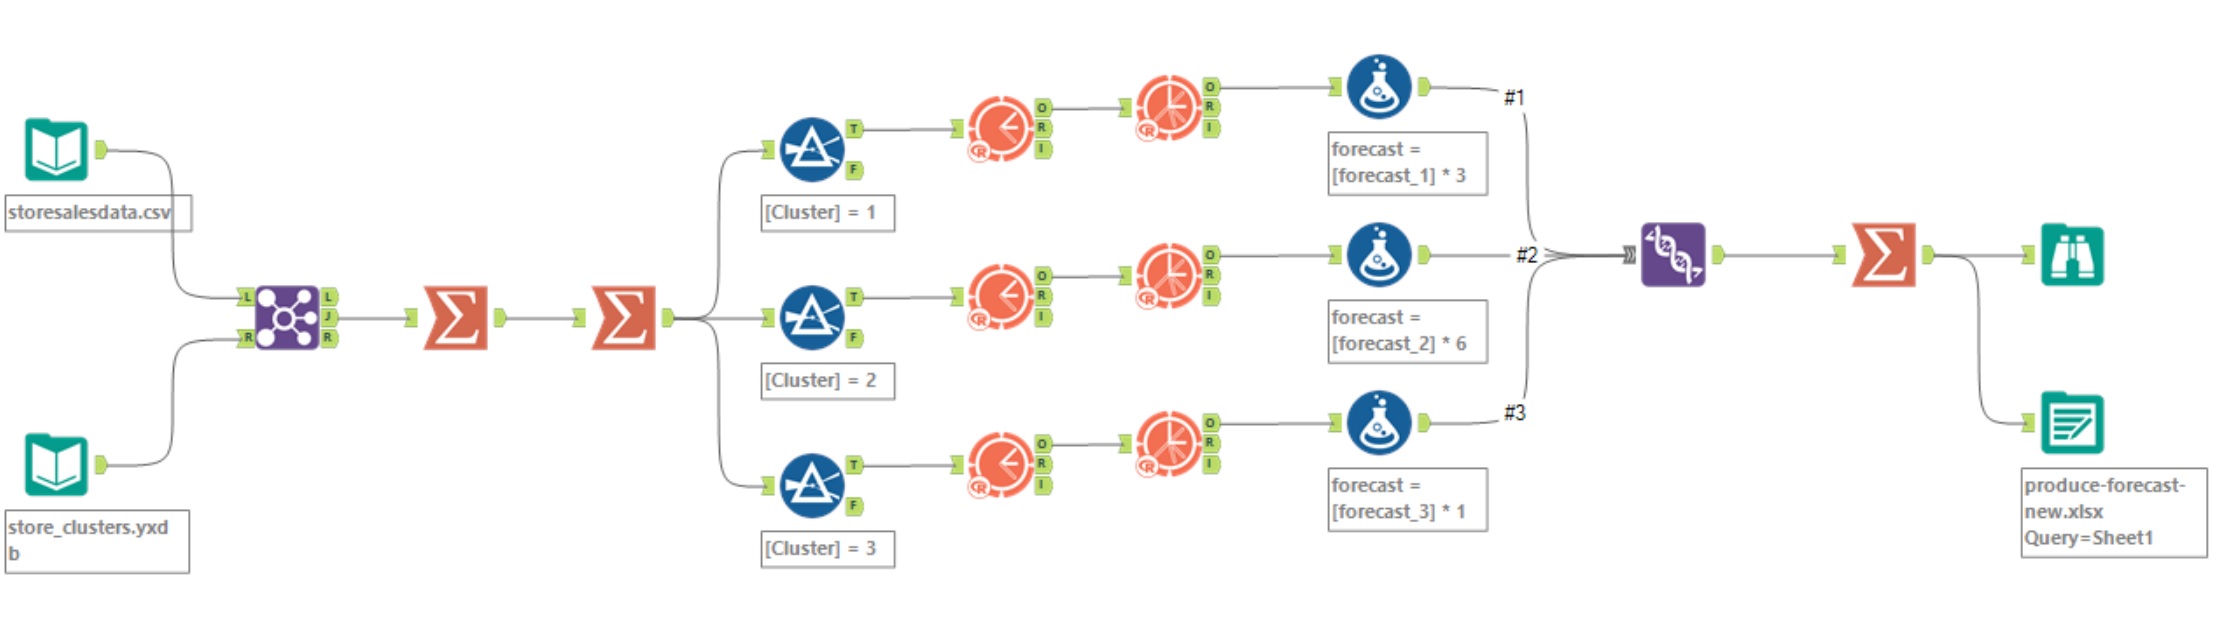 storesalesdata.csv
store_clusters.yxd
b
L
R
L
J
R
[Cluster] = 1
T
F
[Cluster] = 2
T
F
[Cluster] = 3
T
F
O
R
I
R
O
R
I
R
forecast =
[forecast_1] * 3
#1
O
R
I
R
O
R
I
R
forecast =
[forecast_2] * 6
#2
O
R
I
R
O
R
I
R
forecast =
[forecast_3] * 1
#3
produce-forecast-
new.xlsx
Query=Sheet1